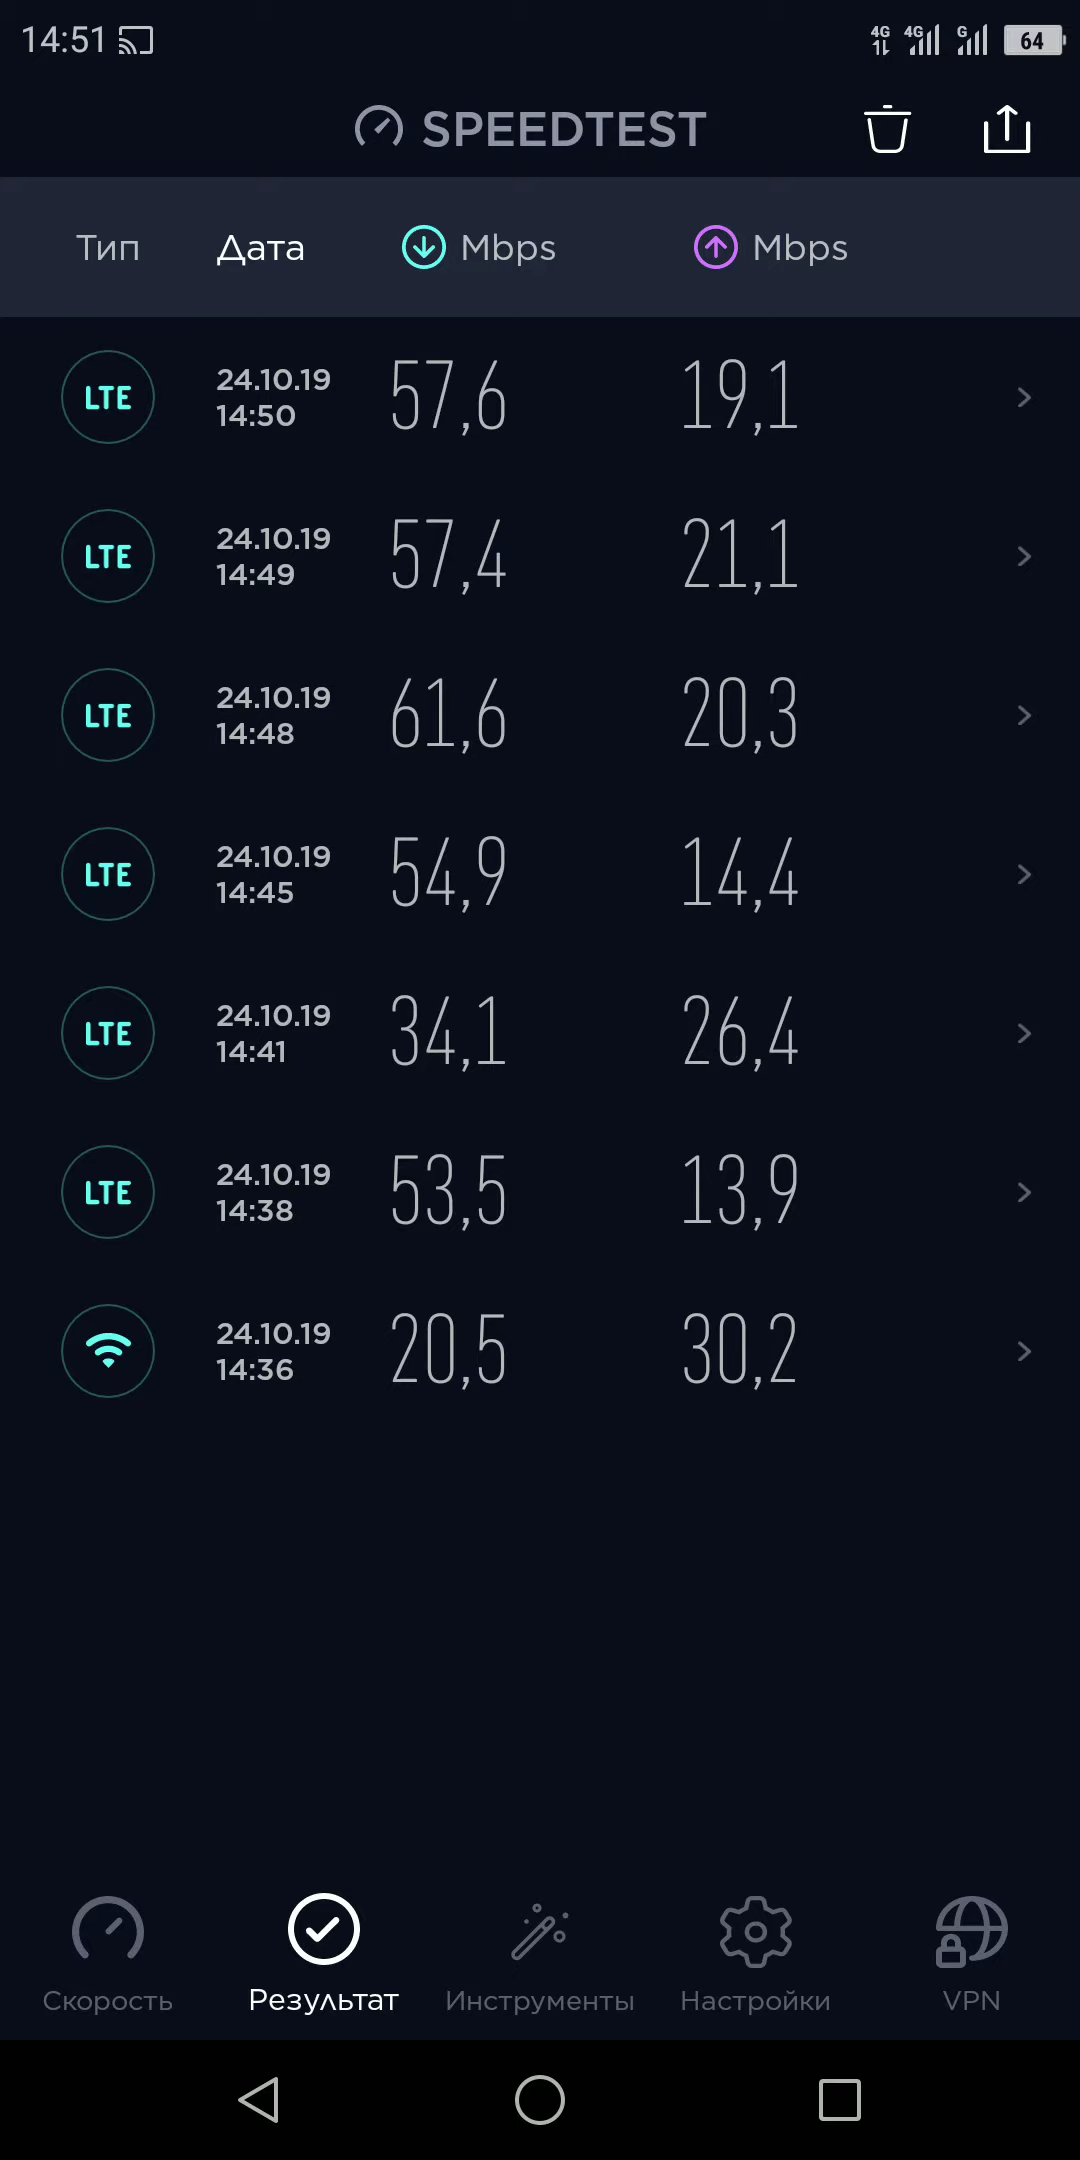 14:51 4G 4G G 64
SPEEDTEST
Тип Дата Mbps Mbps
LTE 24.10.19 14:50 57,6 19,1
LTE 24.10.19 14:49 57,4 21,1
LTE 24.10.19 14:48 61,6 20,3
LTE 24.10.19 14:45 54,9 14,4
LTE 24.10.19 14:41 34,1 26,4
LTE 24.10.19 14:38 53,5 13,9
24.10.19 14:36 20,5 30,2
Скорость Результат Инструменты Настройки VPN